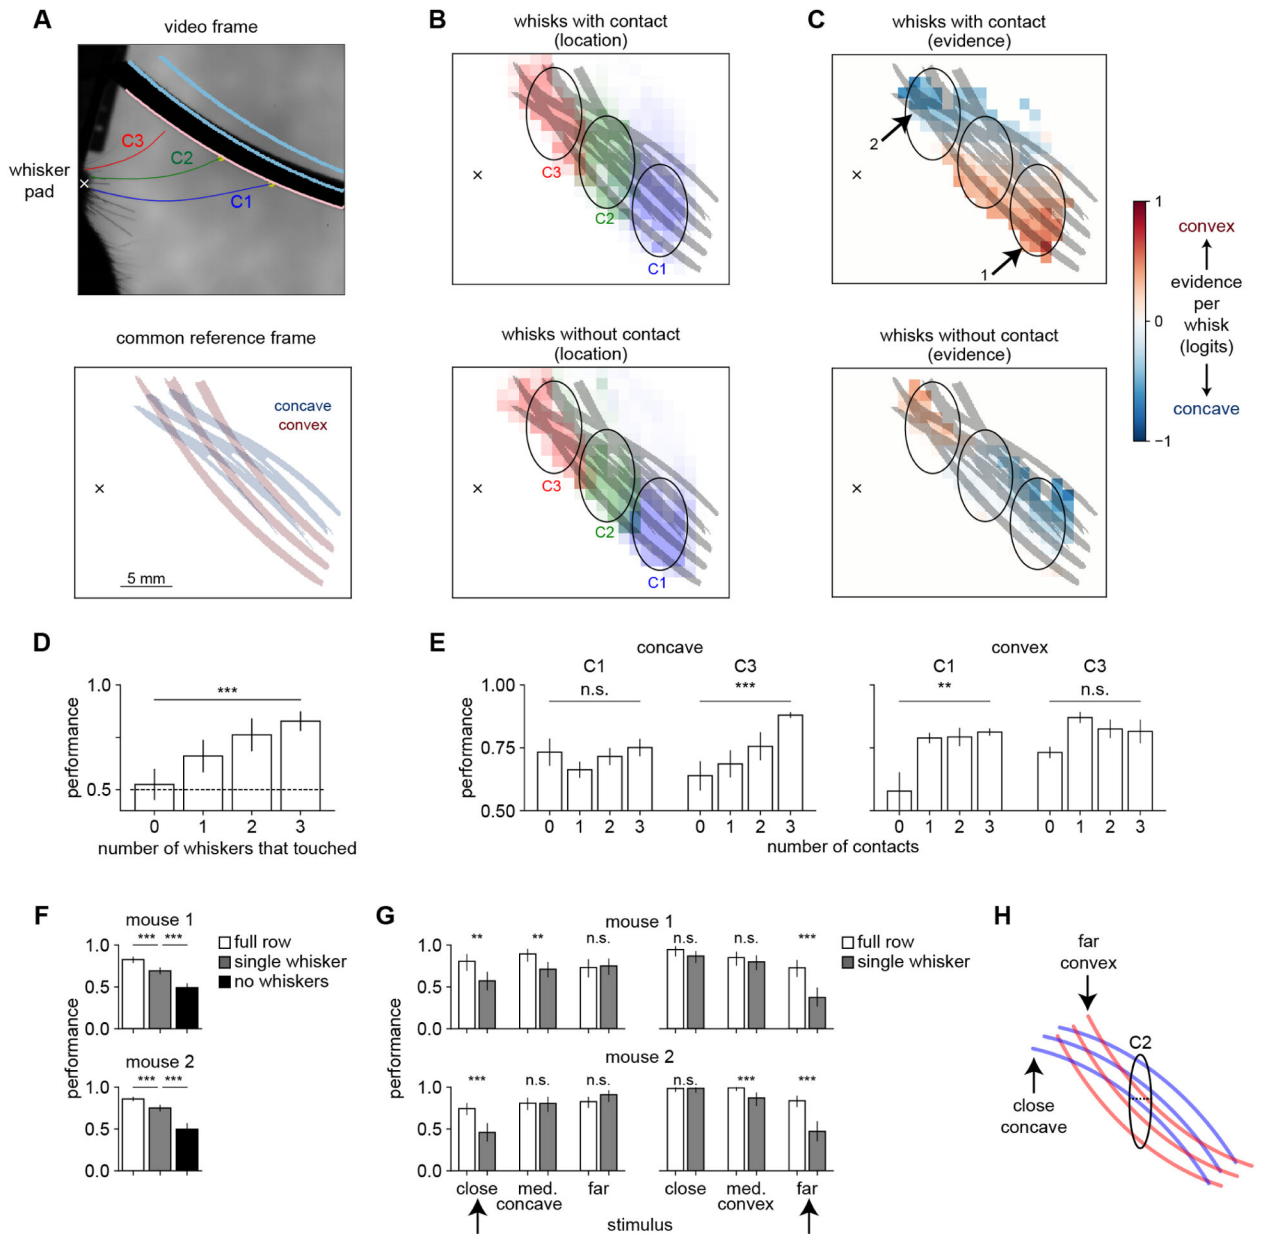 A
video frame
C3
C2
C1
whisker
pad
×
common reference frame
concave
convex
×
5 mm
B
whisks with contact
(location)
C3
C2
C1
×
whisks without contact
(location)
C3
C2
C1
×
C
whisks with contact
(evidence)
2
1
×
whisks without contact
(evidence)
×
1
0
−1
convex
evidence
per
whisk
(logits)
concave
D
performance
1.0
0.5
***
0 1 2 3
number of whiskers that touched
E
concave
convex
C1 C3 C1 C3
n.s. *** ** n.s.
performance
1.00
0.75
0.50
0 1 2 3 0 1 2 3 0 1 2 3 0 1 2 3
number of contacts
F
mouse 1
*** ***
1.0
0.5
0.0
full row
single whisker
no whiskers
performance
mouse 2
*** ***
1.0
0.5
0.0
G
mouse 1
** ** n.s. n.s. n.s. ***
1.0
0.5
0.0
full row
single whisker
performance
mouse 2
*** n.s. n.s. n.s. *** ***
1.0
0.5
0.0
close med. far close med. far
concave convex
stimulus
H
far
convex
C2
close
concave